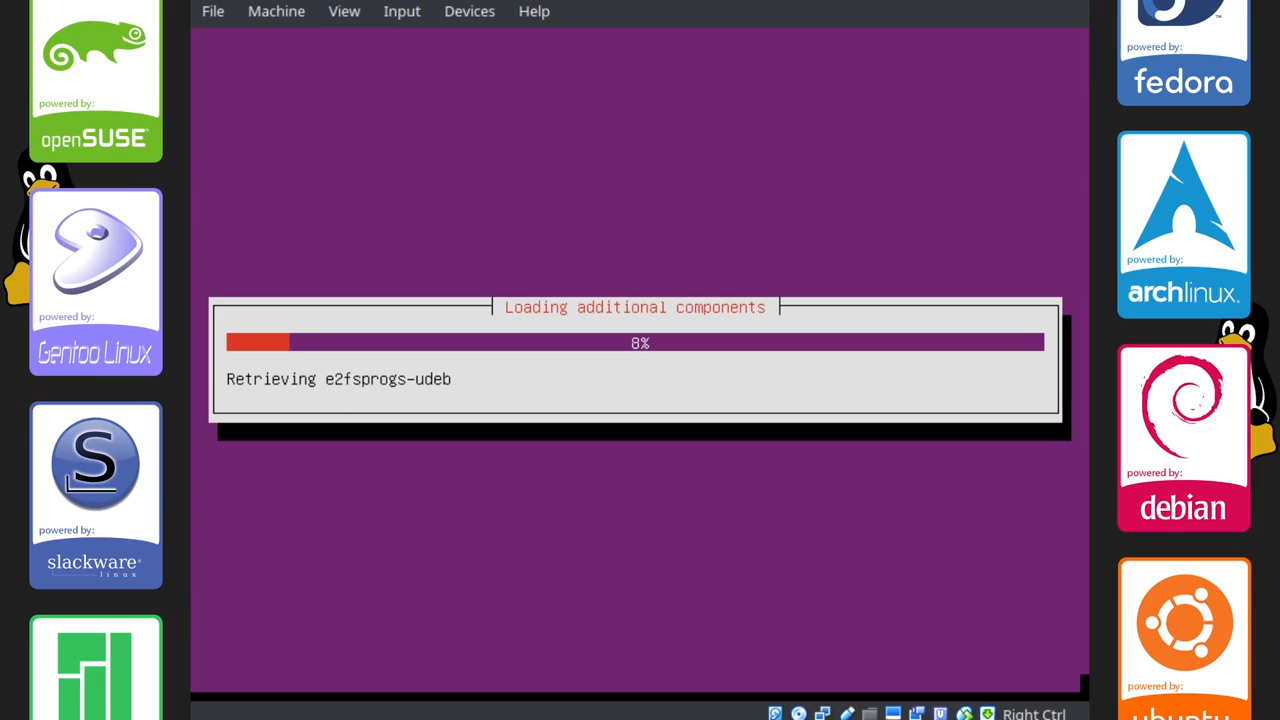 File Machine View Input Devices Help
powered by:
openSUSE
powered by:
Gentoo Linux
powered by:
slackware
linux
Loading additional components
8%
Retrieving e2fsprogs-udeb
Right Ctrl
powered by:
fedora
powered by:
archlinux
powered by:
debian
powered by:
ubuntu